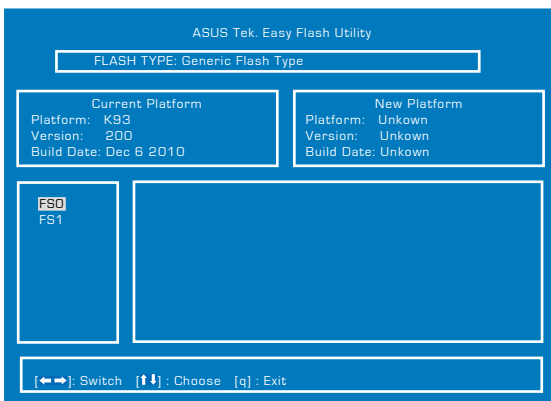 ASUS Tek. Easy Flash Utility
FLASH TYPE: Generic Flash Type
Current Platform
Platform: K93
Version: 200
Build Date: Dec 6 2010
New Platform
Platform: Unkown
Version: Unkown
Build Date: Unkown
FS0
FS1
[←→]: Switch [↑↓] : Choose [q] : Exit